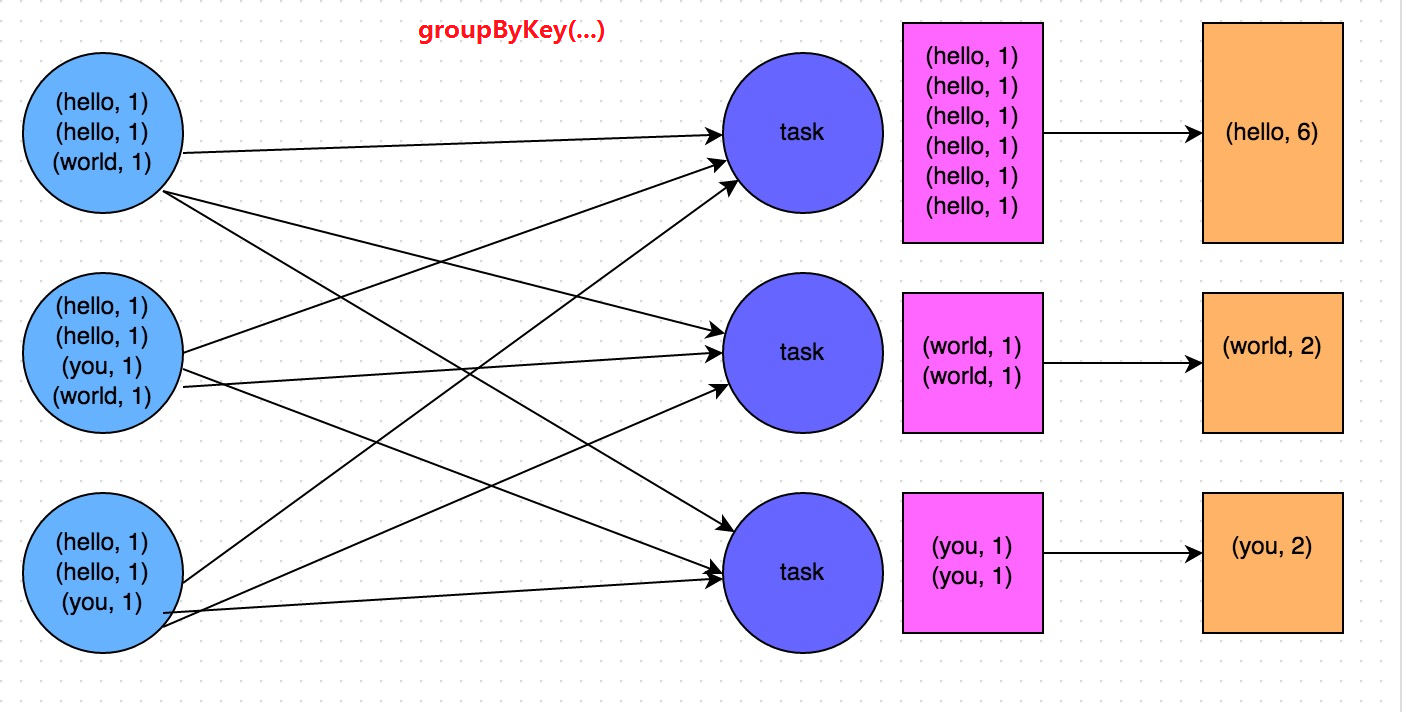 groupByKey(...)
(hello, 1)
(hello, 1)
(world, 1)
task
(hello, 1)
(hello, 1)
(hello, 1)
(hello, 1)
(hello, 1)
(hello, 1)
(hello, 6)
(hello, 1)
(hello, 1)
(you, 1)
(world, 1)
task
(world, 1)
(world, 1)
(world, 2)
(hello, 1)
(hello, 1)
(you, 1)
task
(you, 1)
(you, 1)
(you, 2)